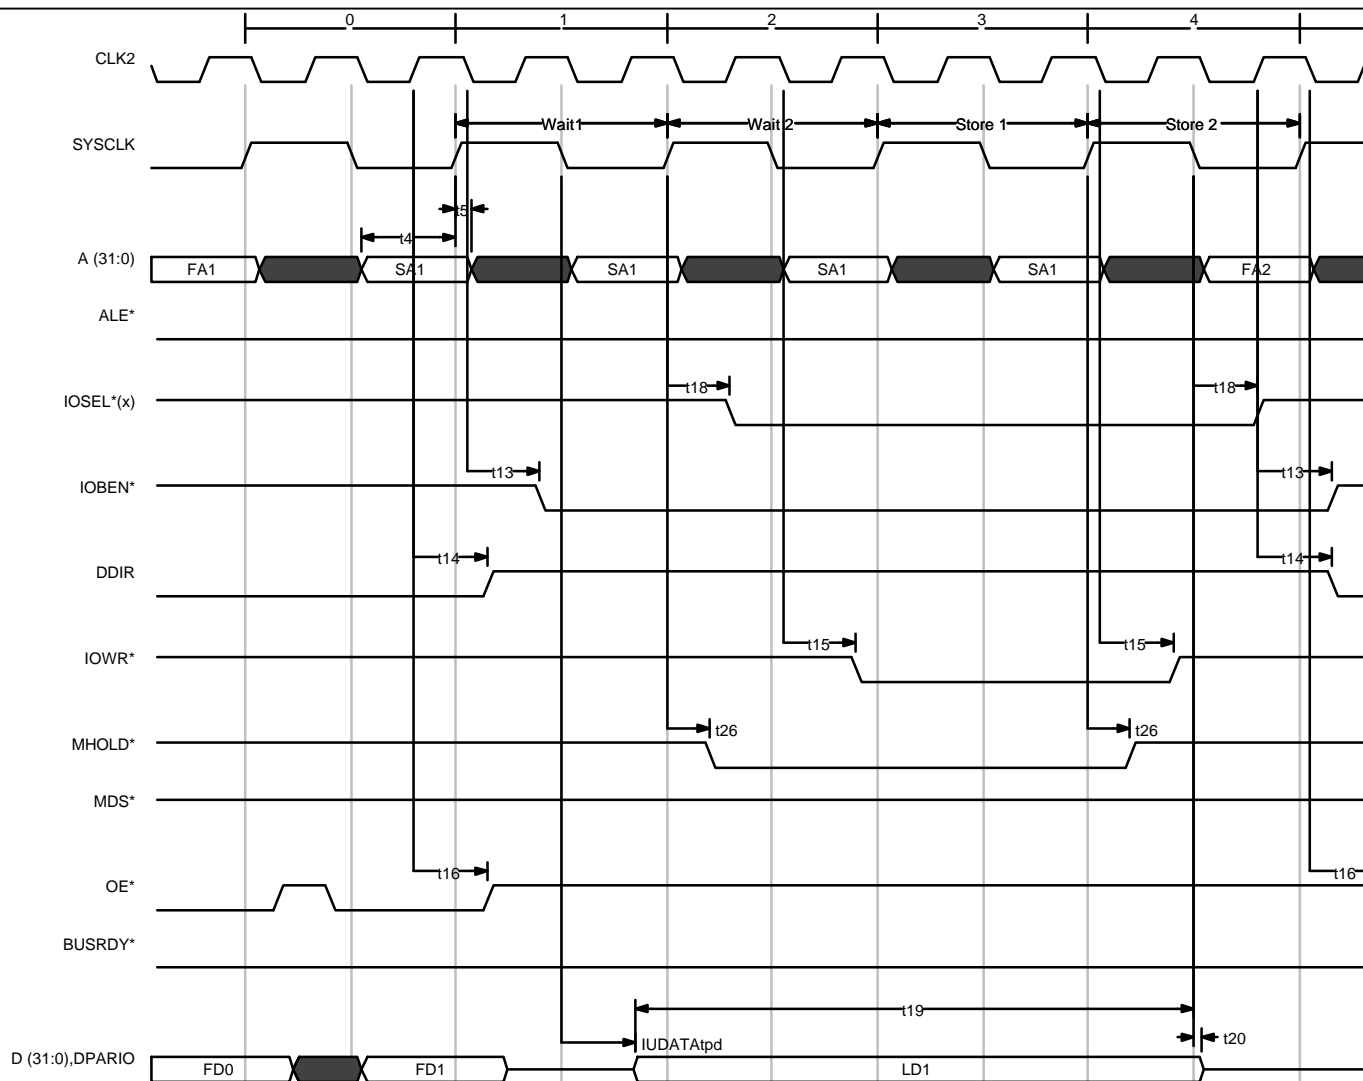 0 1 2 3 4
CLK2
Wait1 Wait 2 Store 1 Store 2
SYSCLK
t5
t4
A (31:0) FA1 SA1 SA1 SA1 SA1 FA2
ALE*
t18 t18
IOSEL*(x)
t13 t13
IOBEN*
t14 t14
DDIR
t15 t15
IOWR*
t26 t26
MHOLD*
MDS*
t16 t16
OE*
BUSRDY*
t19
IUDATAtpd t20
D (31:0),DPARIO FD0 FD1 LD1